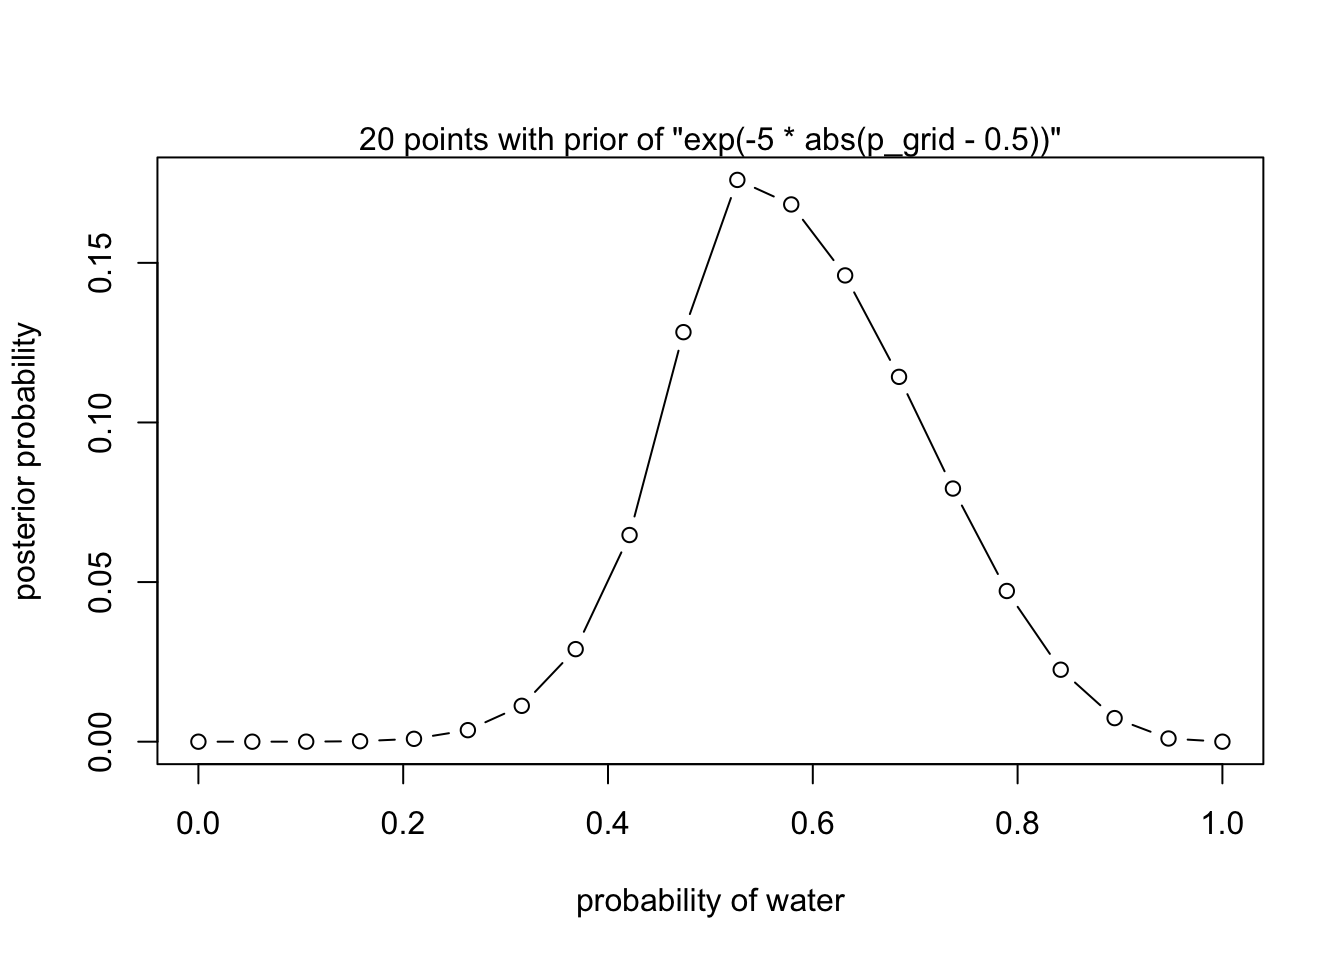 20 points with prior of "exp(-5 * abs(p_grid - 0.5))"
posterior probability
0.15
0.10
0.05
0.00
0.0 0.2 0.4 0.6 0.8 1.0
probability of water